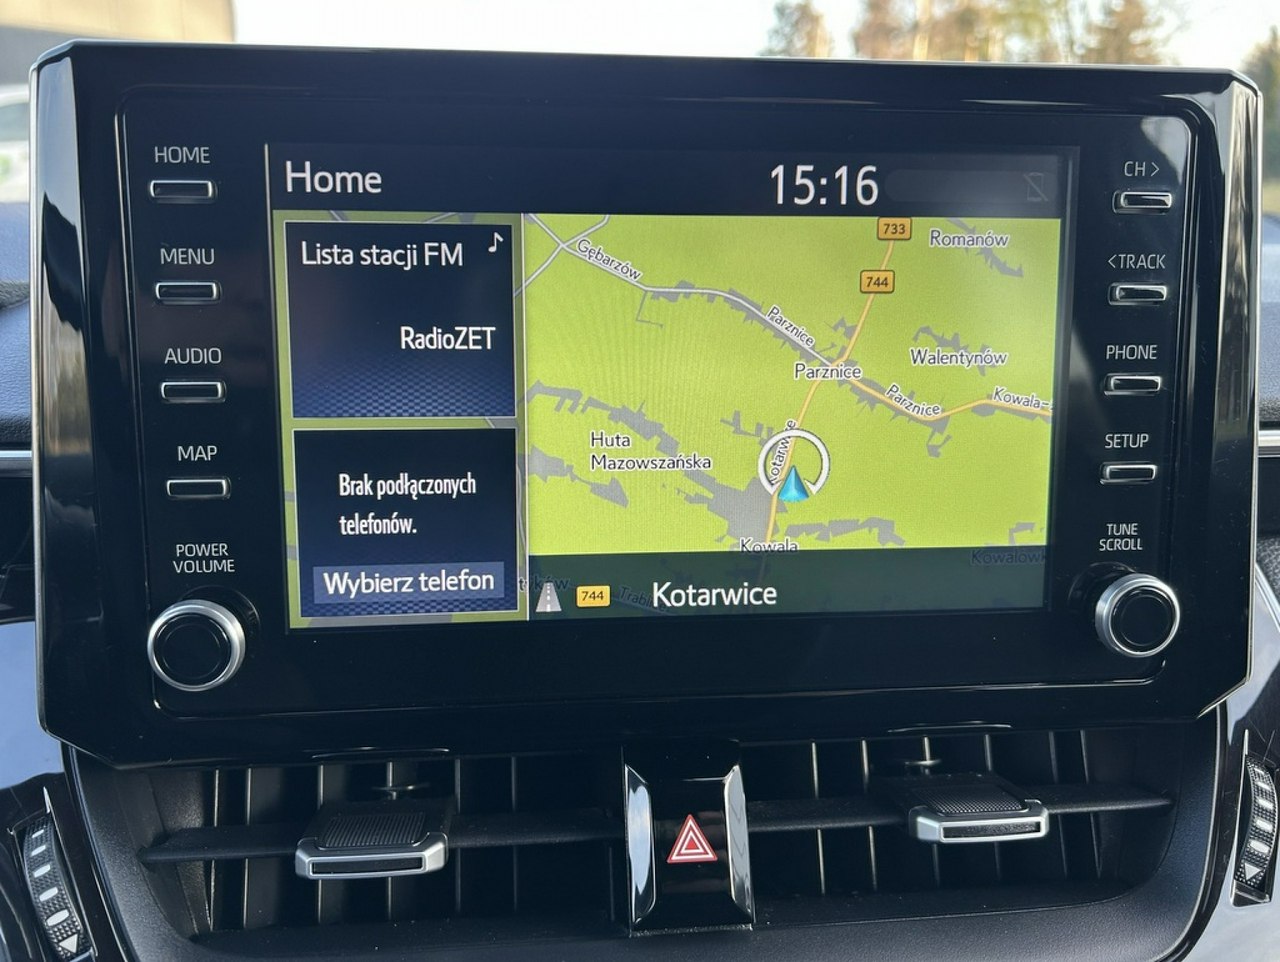 HOME
MENU
AUDIO
MAP
POWER
VOLUME
Home
15:16
Lista stacji FM
RadioZET
Brak podłączonych
telefonów.
Wybierz telefon
Gębarzów
733
Romanów
744
Parznice
Walentynów
Parznice
Parznice
Kowala-
Huta
Mazowszańska
Kotarwice
Kowala
Kowalów
744
Kotarwice
CH >
<TRACK
PHONE
SETUP
TUNE
SCROLL